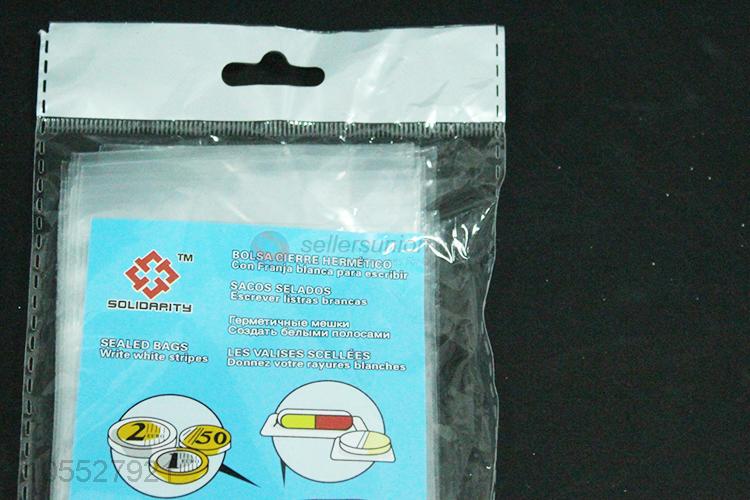 sellersunion
TM
SOLIDARITY
SEALED BAGS
Write white stripes
BOLSA CIERRE HERMÉTICO
Con Franja blanca para escribir
SACOS SELADOS
Escrever listras brancas
Герметичные мешки
Создать белыми полосами
LES VALISES SCELLÉES
Donnez votre rayures blanches
2
50
1